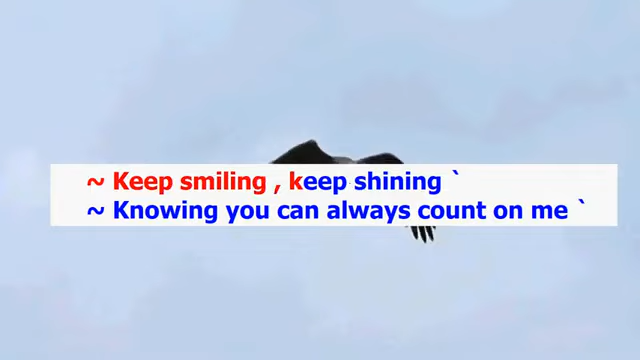 ~ Keep smiling , keep shining `
~ Knowing you can always count on me `